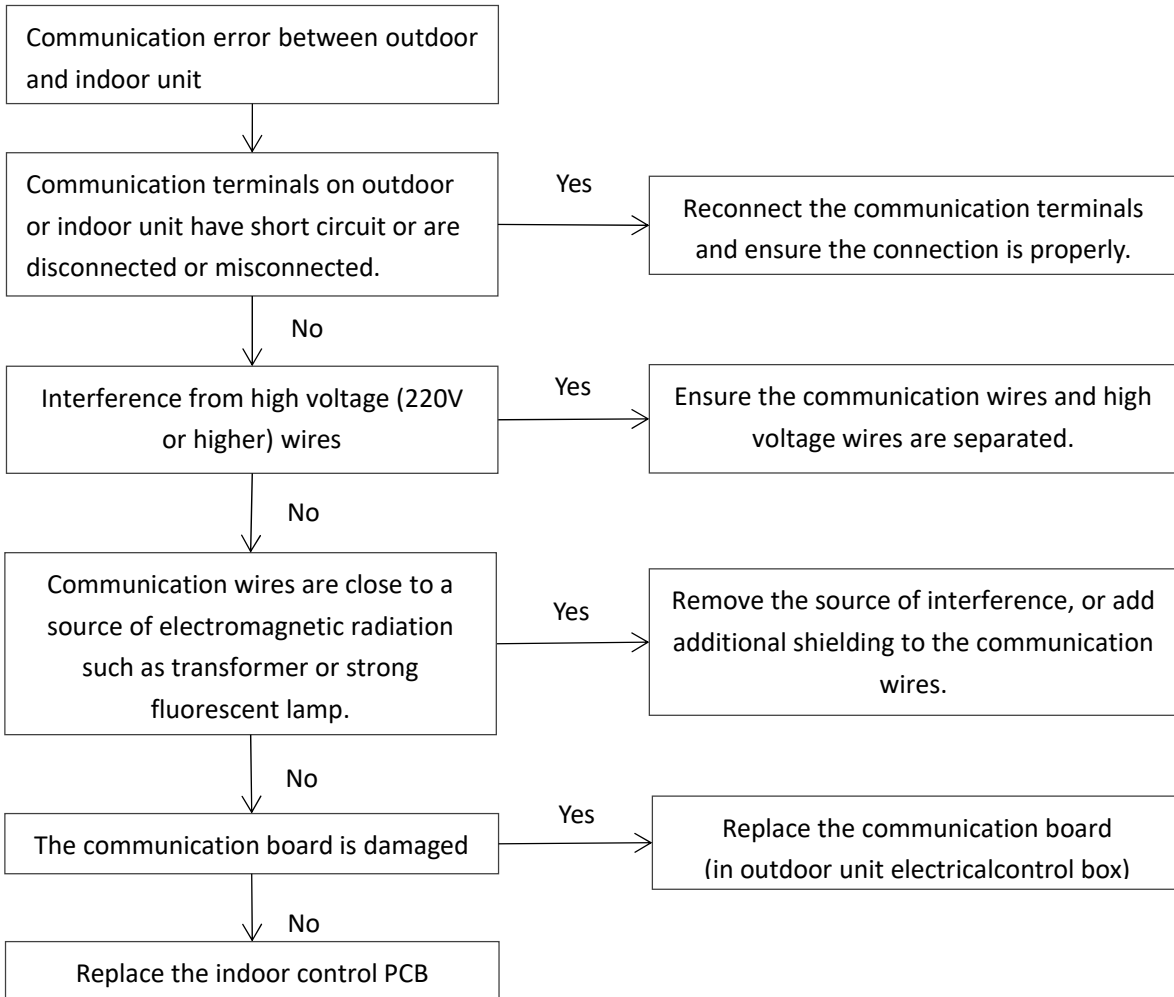 Communication error between outdoor
and indoor unit
Communication terminals on outdoor
or indoor unit have short circuit or are
disconnected or misconnected.
Yes
Reconnect the communication terminals
and ensure the connection is properly.
No
Interference from high voltage (220V
or higher) wires
Yes
Ensure the communication wires and high
voltage wires are separated.
No
Communication wires are close to a
source of electromagnetic radiation
such as transformer or strong
fluorescent lamp.
Yes
Remove the source of interference, or add
additional shielding to the communication
wires.
No
The communication board is damaged
Yes
Replace the communication board
(in outdoor unit electricalcontrol box)
No
Replace the indoor control PCB